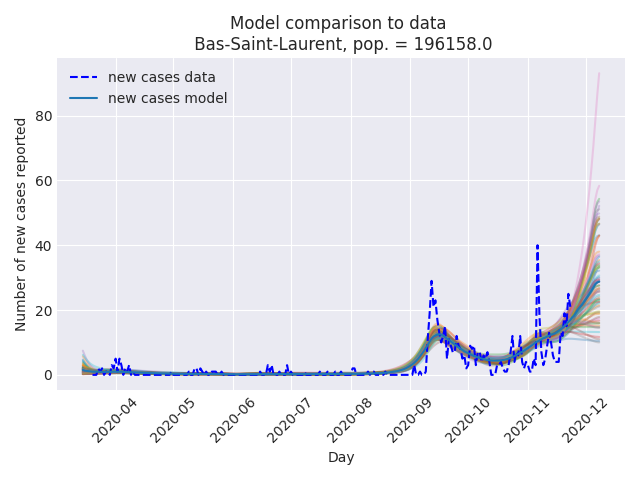 Model comparison to data
Bas-Saint-Laurent, pop. = 196158.0
new cases data
new cases model
Number of new cases reported
80
60
40
20
0
2020-04
2020-05
2020-06
2020-07
2020-08
2020-09
2020-10
2020-11
2020-12
Day